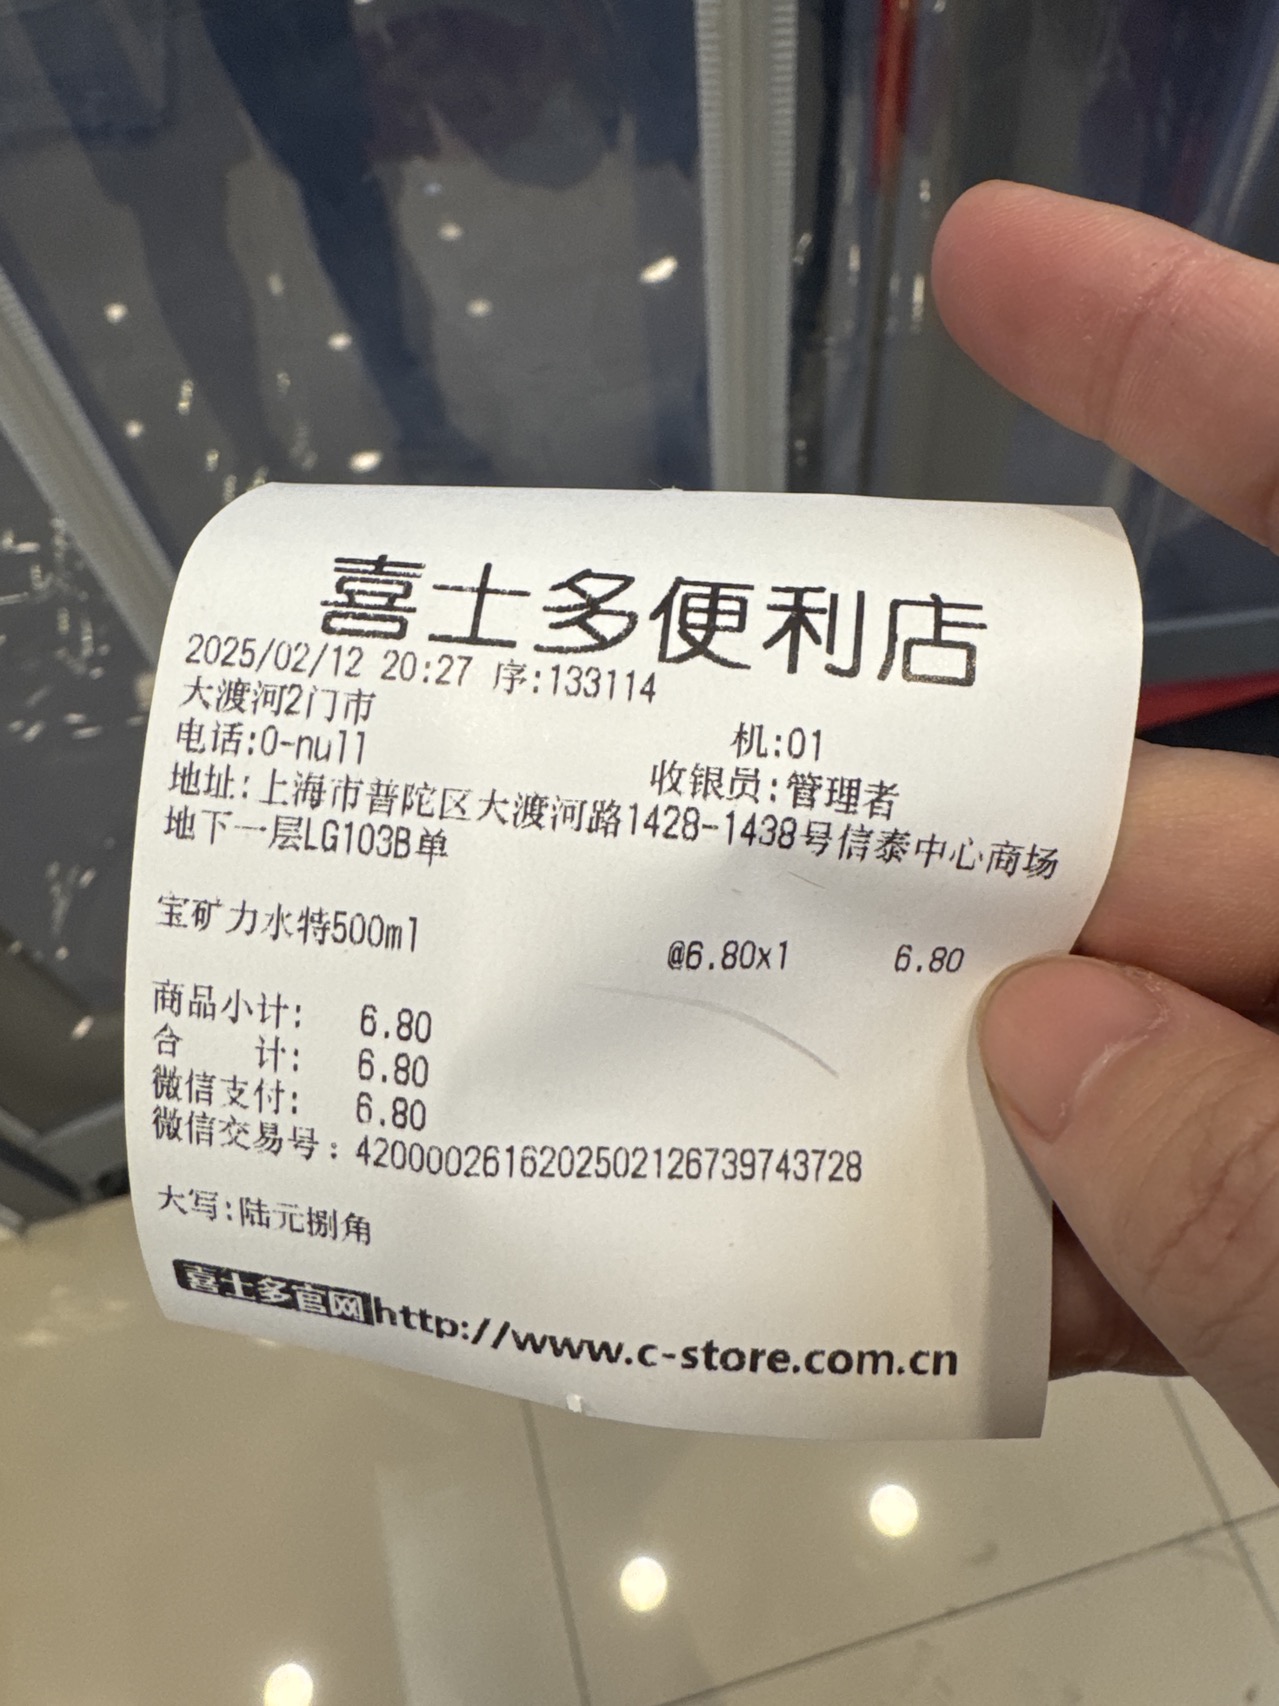 喜士多便利店
2025/02/12 20:27 序:133114
大渡河2门市 机:01
电话:0-null 收银员:管理者
地址:上海市普陀区大渡河路1428-1438号信泰中心商场
地下一层LG103B单
宝矿力水特500ml @6.80x1 6.80
商品小计: 6.80
合 计: 6.80
微信支付: 6.80
微信交易号:4200002616202502126739743728
大写:陆元捌角
喜士多官网http://www.c-store.com.cn